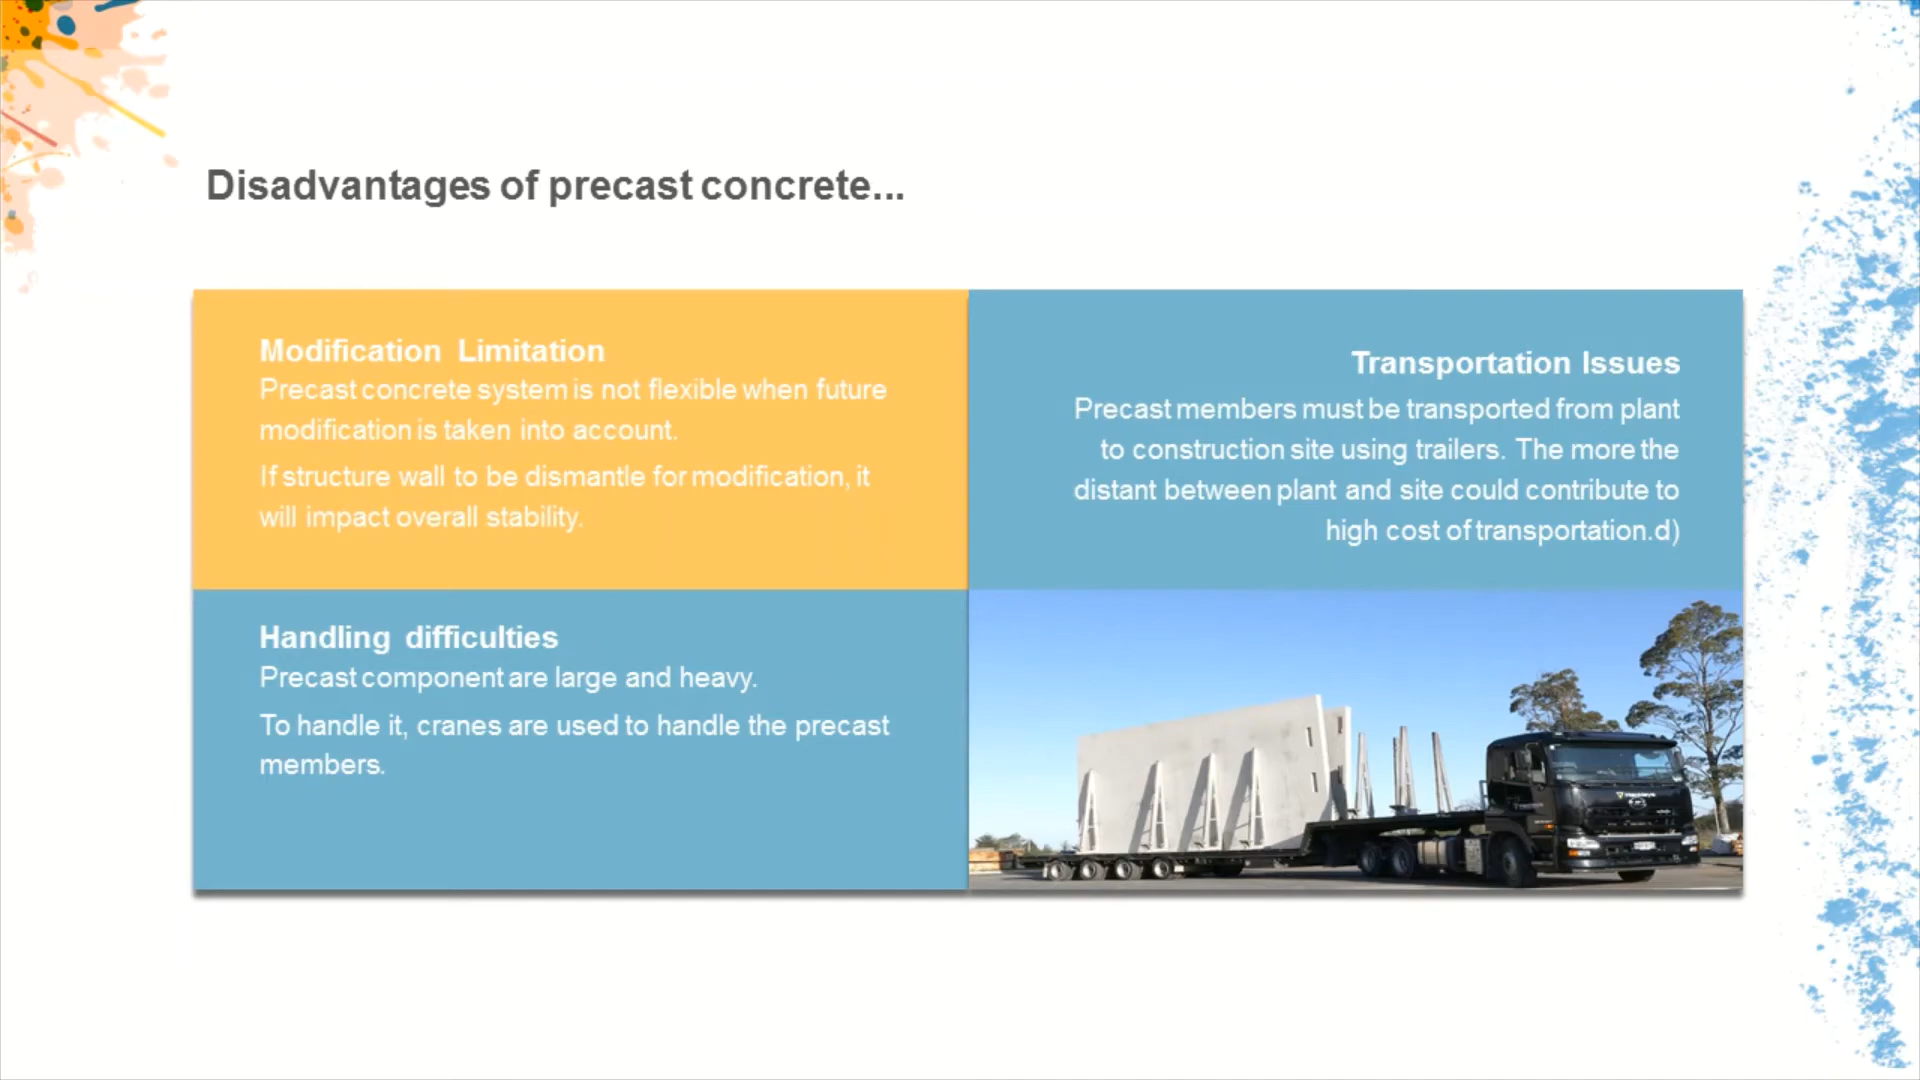 Disadvantages of precast concrete...
Modification Limitation
Precast concrete system is not flexible when future
modification is taken into account.
If structure wall to be dismantle for modification, it
will impact overall stability.
Transportation Issues
Precast members must be transported from plant
to construction site using trailers. The more the
distant between plant and site could contribute to
high cost of transportation.d)
Handling difficulties
Precast component are large and heavy.
To handle it, cranes are used to handle the precast
members.